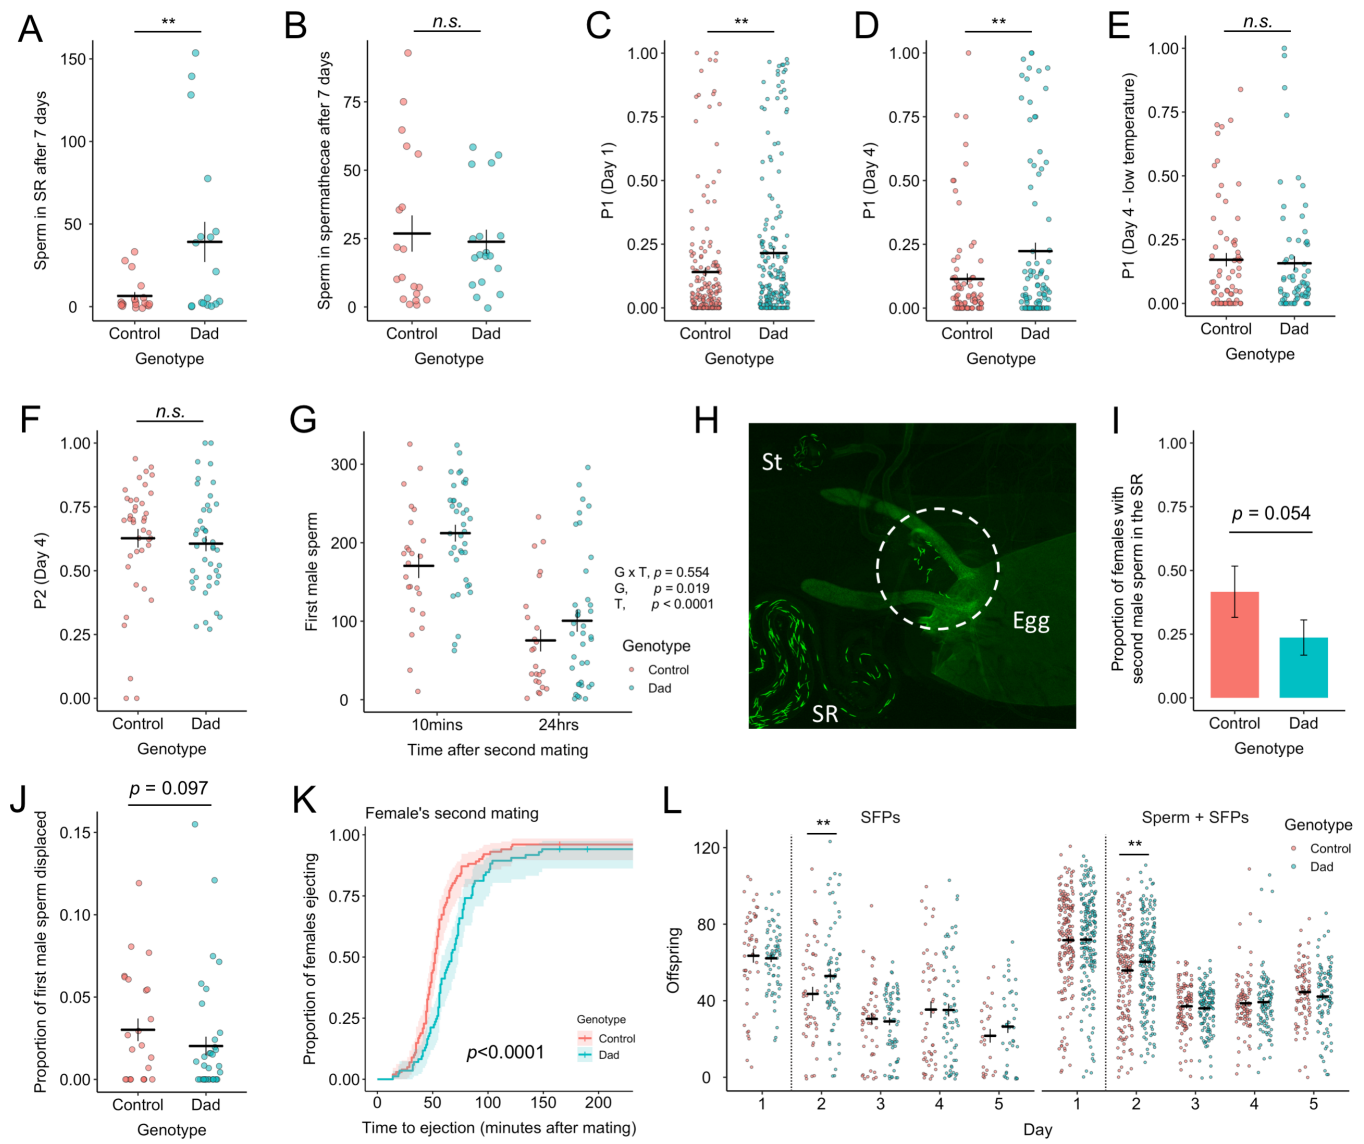 A
**
Sperm in SR after 7 days
150
100
50
0
Control
Dad
Genotype
B
n.s.
Sperm in spermathecae after 7 days
75
50
25
0
Control
Dad
Genotype
C
**
P1 (Day 1)
1.00
0.75
0.50
0.25
0.00
Control
Dad
Genotype
D
**
P1 (Day 4)
1.00
0.75
0.50
0.25
0.00
Control
Dad
Genotype
E
n.s.
P1 (Day 4 - low temperature)
1.00
0.75
0.50
0.25
0.00
Control
Dad
Genotype
F
n.s.
P2 (Day 4)
1.00
0.75
0.50
0.25
0.00
Control
Dad
Genotype
G
First male sperm
300
200
100
0
10mins
24hrs
Time after second mating
G x T, p = 0.554
G, p = 0.019
T, p < 0.0001
Genotype
Control
Dad
H
St
Egg
SR
I
Proportion of females with
second male sperm in the SR
1.00
0.75
0.50
0.25
0.00
p = 0.054
Control
Dad
Genotype
J
p = 0.097
Proportion of first male sperm displaced
0.15
0.10
0.05
0.00
Control
Dad
Genotype
K
Female's second mating
Proportion of females ejecting
1.00
0.75
0.50
0.25
0.00
p<0.0001
Genotype
Control
Dad
0
50
100
150
200
Time to ejection (minutes after mating)
L
SFPs
Sperm + SFPs
Genotype
Control
Dad
**
**
Offspring
120
80
40
0
1
2
3
4
5
1
2
3
4
5
Day